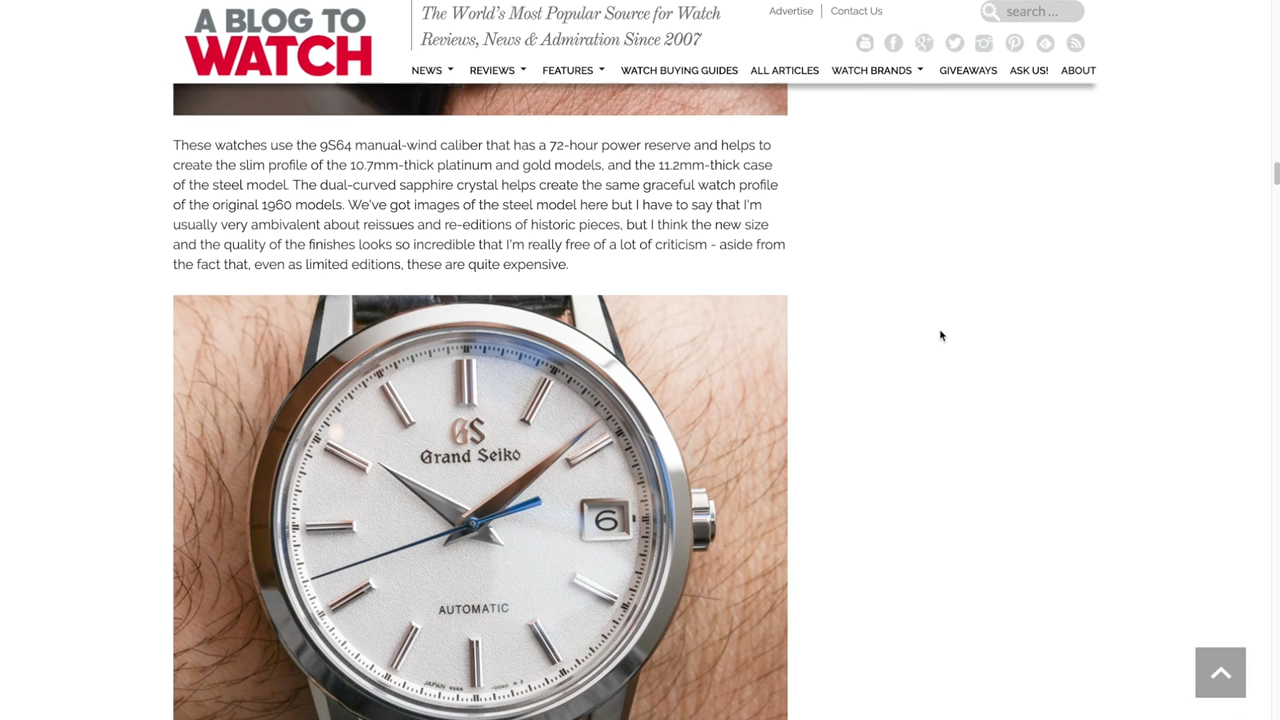 A BLOG TO
WATCH
The World's Most Popular Source for Watch
Reviews, News & Admiration Since 2007
Advertise | Contact Us
search ...
NEWS REVIEWS FEATURES WATCH BUYING GUIDES ALL ARTICLES WATCH BRANDS GIVEAWAYS ASK US! ABOUT
These watches use the 9S64 manual-wind caliber that has a 72-hour power reserve and helps to
create the slim profile of the 10.7mm-thick platinum and gold models, and the 11.2mm-thick case
of the steel model. The dual-curved sapphire crystal helps create the same graceful watch profile
of the original 1960 models. We've got images of the steel model here but I have to say that I'm
usually very ambivalent about reissues and re-editions of historic pieces, but I think the new size
and the quality of the finishes looks so incredible that I'm really free of a lot of criticism - aside from
the fact that, even as limited editions, these are quite expensive.
GS
Grand Seiko
6
AUTOMATIC
JAPAN